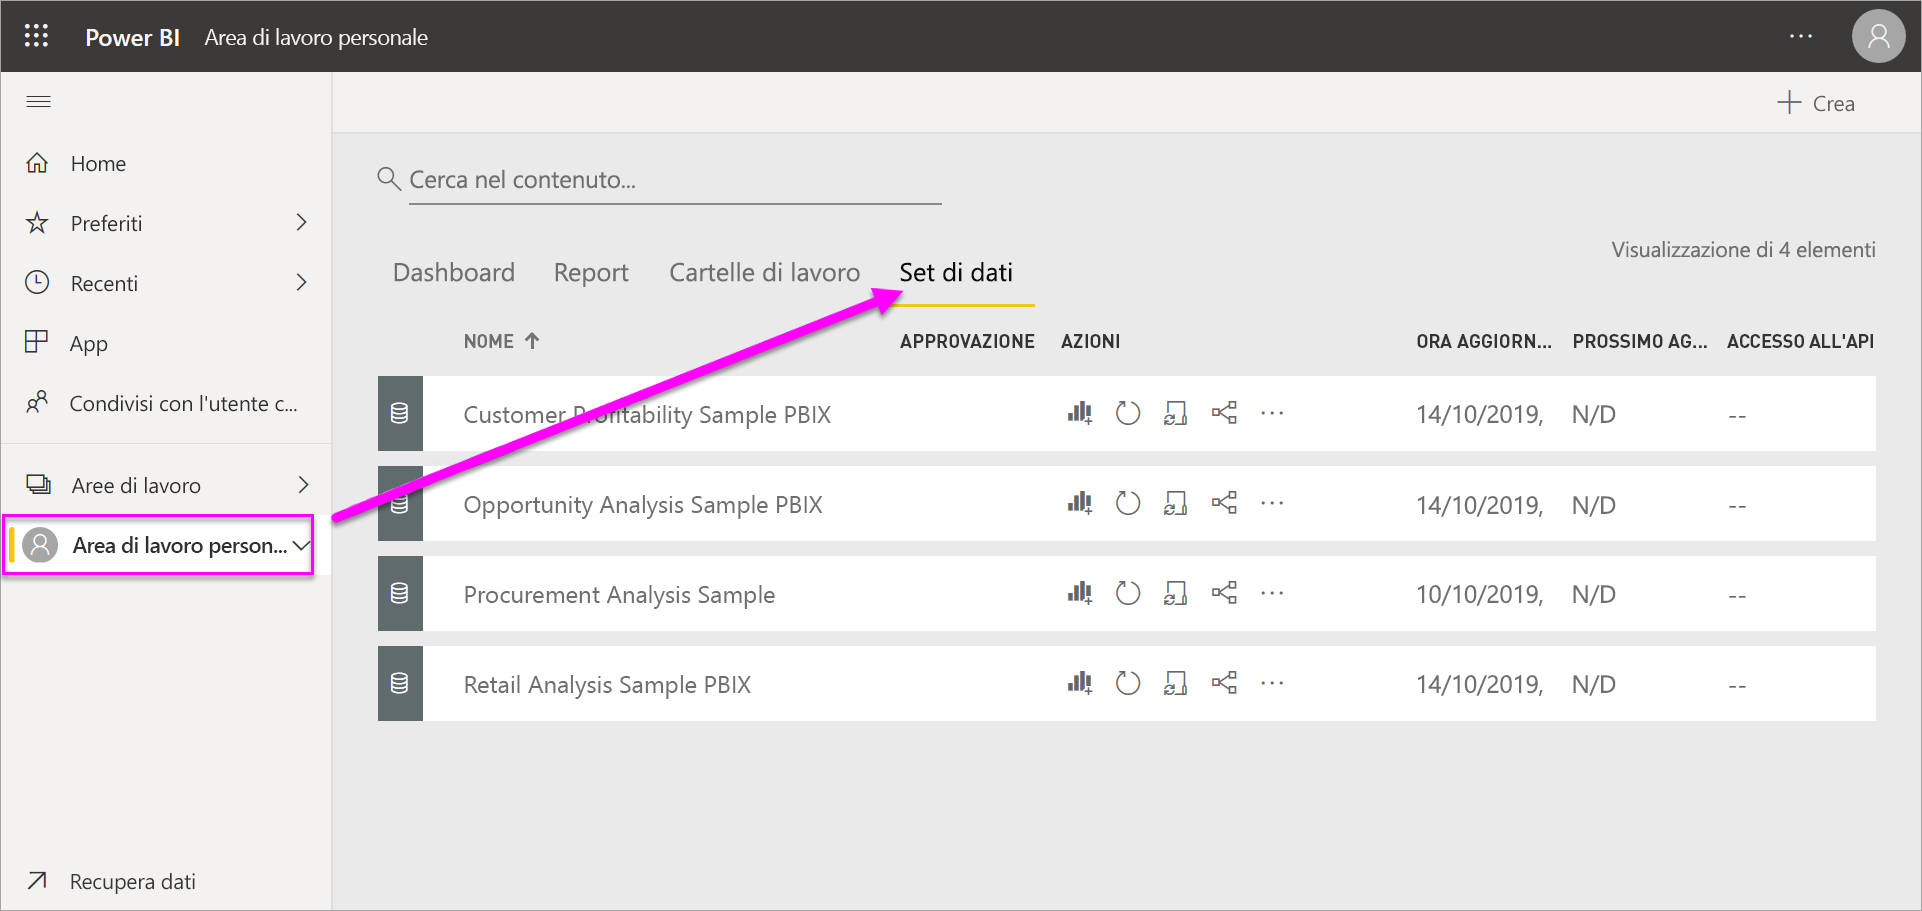 Power BI Area di lavoro personale ...
Crea
Home
Preferiti
Recenti
App
Condivisi con l'utente c...
Aree di lavoro
Area di lavoro person...
Recupera dati
Cerca nel contenuto...
Visualizzazione di 4 elementi
Dashboard Report Cartelle di lavoro Set di dati
NOME APPROVAZIONE AZIONI ORA AGGIORN... PROSSIMO AG... ACCESSO ALL'API
Customer Profitability Sample PBIX ... 14/10/2019, N/D --
Opportunity Analysis Sample PBIX ... 14/10/2019, N/D --
Procurement Analysis Sample ... 10/10/2019, N/D --
Retail Analysis Sample PBIX ... 14/10/2019, N/D --